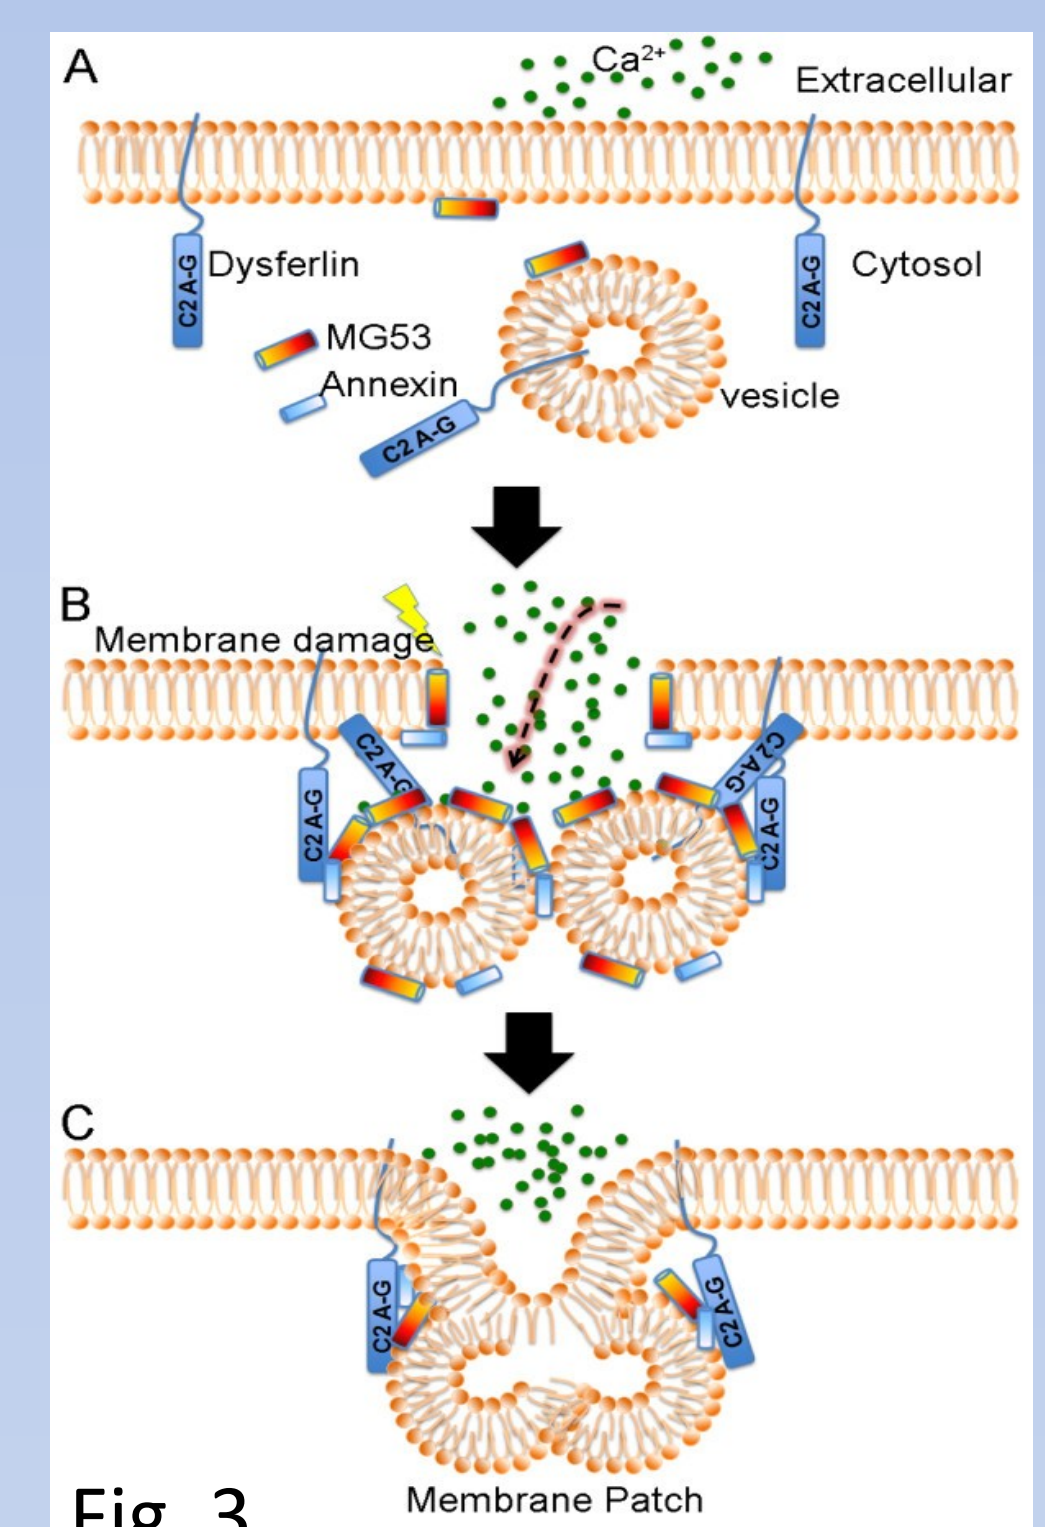 A
Ca²⁺
Extracellular
Dysferlin
C2 A-G
C2 A-G
Cytosol
MG53
Annexin
vesicle
C2 A-G
B
Membrane damage
C2 A-G
C2 A-G
C2 A-G
C2 A-G
C
C2 A-G
C2 A-G
Membrane Patch
Fig. 3